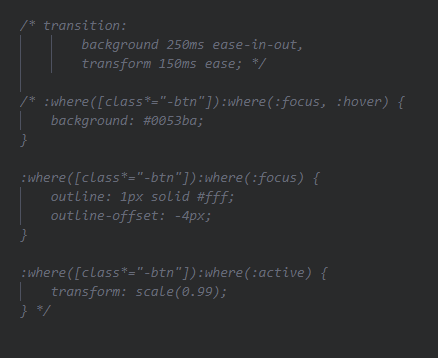 /* transition:
background 250ms ease-in-out,
transform 150ms ease; */
/* :where([class*="-btn"]):where(:focus, :hover) {
background: #0053ba;
}
:where([class*="-btn"]):where(:focus) {
outline: 1px solid #fff;
outline-offset: -4px;
}
:where([class*="-btn"]):where(:active) {
transform: scale(0.99);
} */